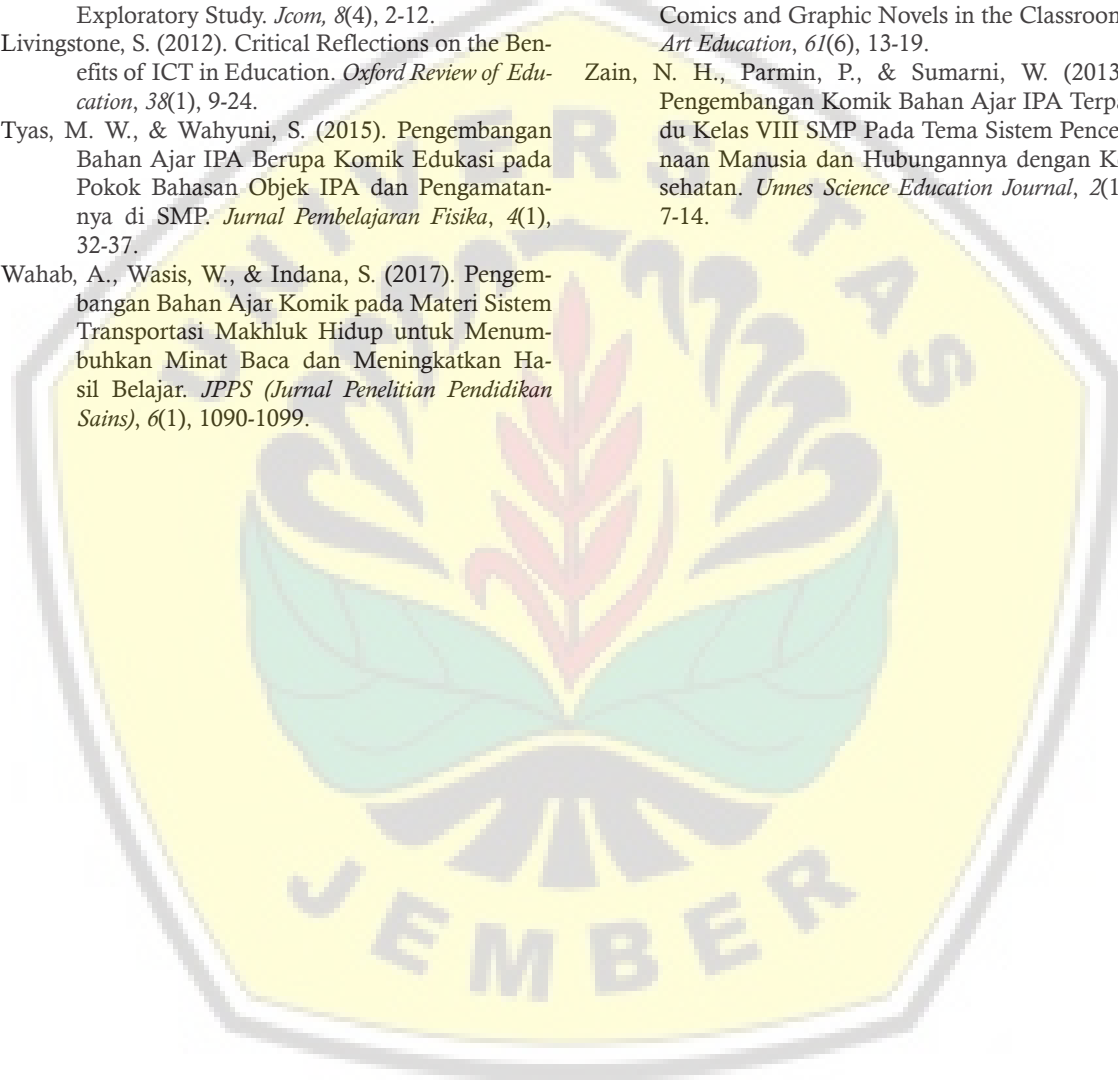 Exploratory Study. Jcom, 8(4), 2-12.
Livingstone, S. (2012). Critical Reflections on the Ben-
efits of ICT in Education. Oxford Review of Edu-
cation, 38(1), 9-24.
Tyas, M. W., & Wahyuni, S. (2015). Pengembangan
Bahan Ajar IPA Berupa Komik Edukasi pada
Pokok Bahasan Objek IPA dan Pengamatan-
nya di SMP. Jurnal Pembelajaran Fisika, 4(1),
32-37.
Wahab, A., Wasis, W., & Indana, S. (2017). Pengem-
bangan Bahan Ajar Komik pada Materi Sistem
Transportasi Makhluk Hidup untuk Menum-
buhkan Minat Baca dan Meningkatkan Ha-
sil Belajar. JPPS (Jurnal Penelitian Pendidikan
Sains), 6(1), 1090-1099.
Comics and Graphic Novels in the Classroom
Art Education, 61(6), 13-19.
Zain, N. H., Parmin, P., & Sumarni, W. (2013
Pengembangan Komik Bahan Ajar IPA Terpa
du Kelas VIII SMP Pada Tema Sistem Pence
naan Manusia dan Hubungannya dengan K
sehatan. Unnes Science Education Journal, 2(1
7-14.
UNIVERSITAS
JEMBER